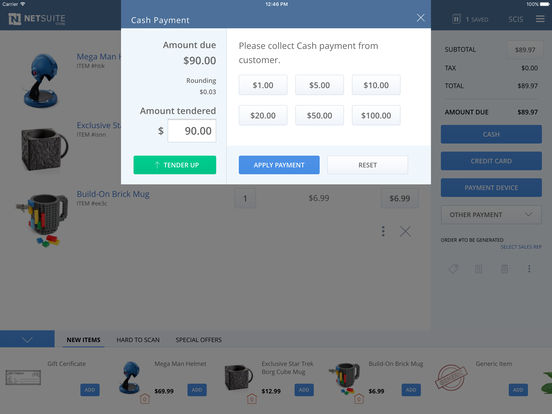 Carrier
12:46 PM
100%
NETSUITE
1 SAVED
SCIS
Cash Payment
Amount due
$90.00
Rounding
$0.03
Amount tendered
$ 90.00
↑ TENDER UP
Please collect Cash payment from
customer.
$1.00 $5.00 $10.00
$20.00 $50.00 $100.00
APPLY PAYMENT RESET
Mega Man H
Exclusive Sta
Build-On Brick Mug
ITEM #ee3c
1 $6.99 $6.99
SUBTOTAL $89.97
TAX $0.00
TOTAL $89.97
AMOUNT DUE $89.97
CASH
CREDIT CARD
PAYMENT DEVICE
OTHER PAYMENT
ORDER #TO BE GENERATED
SELECT SALES REP
NEW ITEMS HARD TO SCAN SPECIAL OFFERS
Gift Cerificate
ADD
Mega Man Helmet
$69.99 ADD
0
Exclusive Star Trek
Borg Cube Mug
$12.99 ADD
0
Build-On Brick Mug
$6.99 ADD
0
Generic Item
ADD